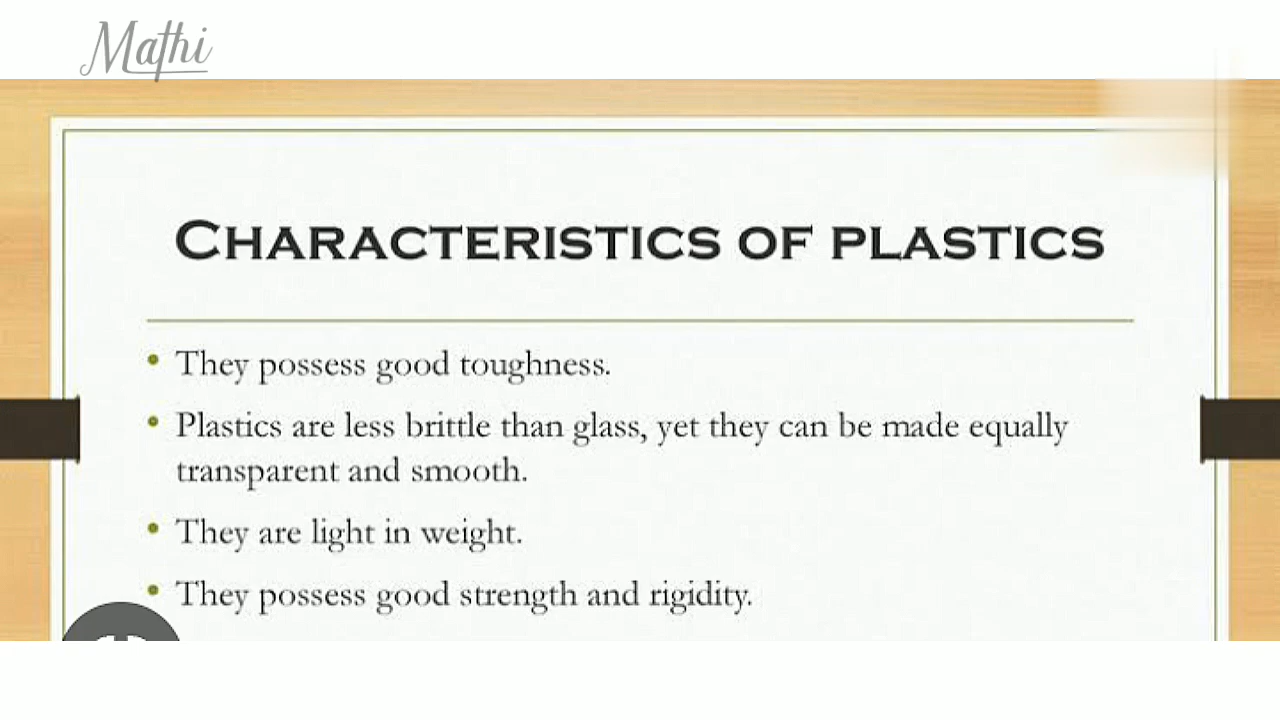 Mathi
CHARACTERISTICS OF PLASTICS
• They possess good toughness.
• Plastics are less brittle than glass, yet they can be made equally
transparent and smooth.
• They are light in weight.
• They possess good strength and rigidity.